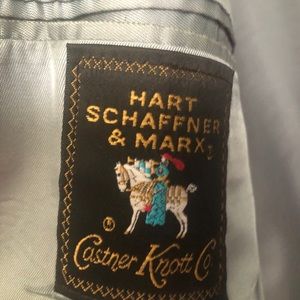 HART
SCHAFFNER
& MARX
®
Castner Knott Co